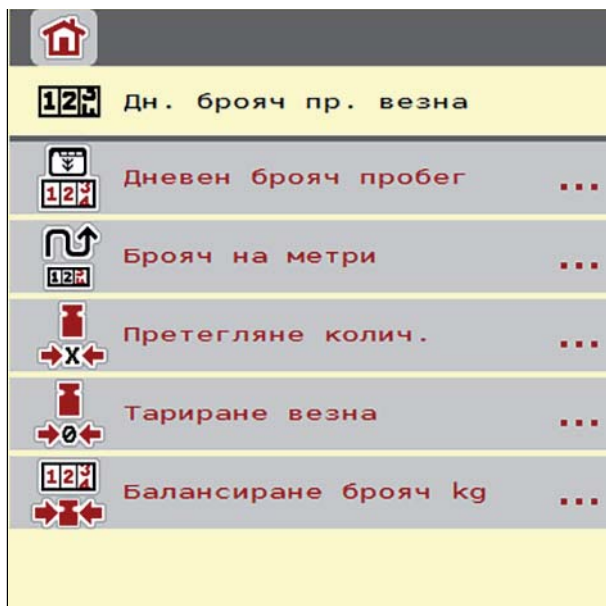 Дн. брояч пр. везна
Дневен брояч пробег ...
Брояч на метри ...
Претегляне колич. ...
Тариране везна ...
Балансиране брояч kg ...